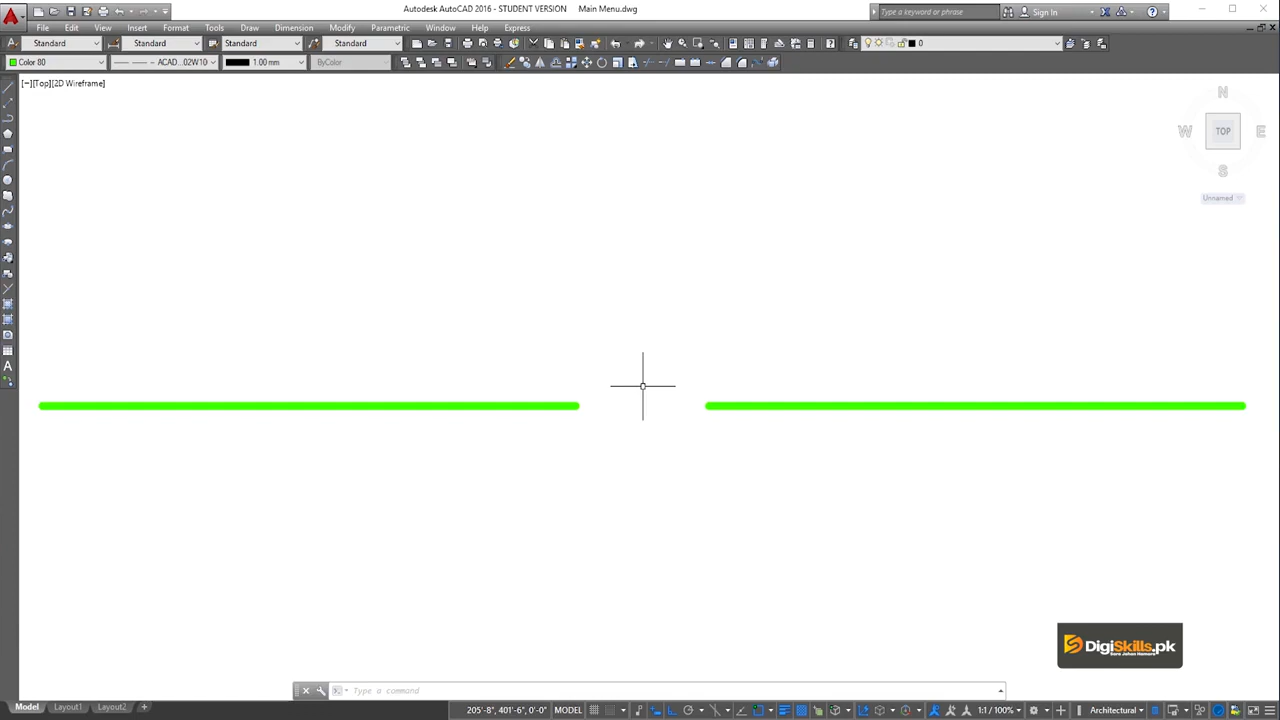 Autodesk AutoCAD 2016 - STUDENT VERSION Main Menu.dwg
Type a keyword or phrase
Sign In
File Edit View Insert Format Tools Draw Dimension Modify Parametric Window Help Express
Standard Standard Standard Standard 0
Color 80 ACAD...02W10 1.00 mm ByColor
[−][Top][2D Wireframe]
N
W TOP E
S
Unnamed
A
DigiSkills.pk
Type a command
Model Layout1 Layout2 + 205'-8", 401'-6", 0'-0" MODEL 1:1 / 100% Architectural